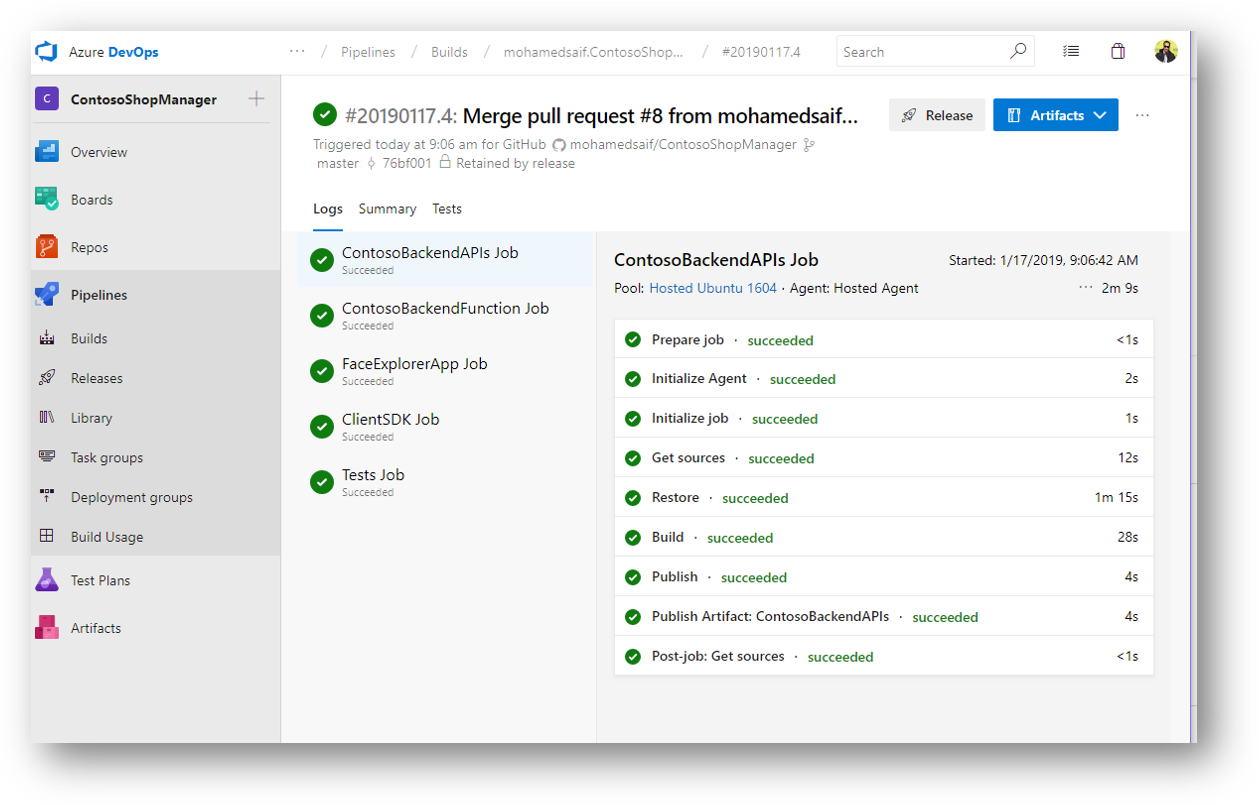 Azure DevOps
··· / Pipelines / Builds / mohamedsaif.ContosoShop... / #20190117.4
Search
C ContosoShopManager
Overview
Boards
Repos
Pipelines
Builds
Releases
Library
Task groups
Deployment groups
Build Usage
Test Plans
Artifacts
#20190117.4: Merge pull request #8 from mohamedsaif...
Release
Artifacts
Triggered today at 9:06 am for GitHub mohamedsaif/ContosoShopManager
master 76bf001 Retained by release
Logs Summary Tests
ContosoBackendAPIs Job
Succeeded
ContosoBackendFunction Job
Succeeded
FaceExplorerApp Job
Succeeded
ClientSDK Job
Succeeded
Tests Job
Succeeded
ContosoBackendAPIs Job Started: 1/17/2019, 9:06:42 AM
Pool: Hosted Ubuntu 1604 · Agent: Hosted Agent ··· 2m 9s
Prepare job · succeeded <1s
Initialize Agent · succeeded 2s
Initialize job · succeeded 1s
Get sources · succeeded 12s
Restore · succeeded 1m 15s
Build · succeeded 28s
Publish · succeeded 4s
Publish Artifact: ContosoBackendAPIs · succeeded 4s
Post-job: Get sources · succeeded <1s